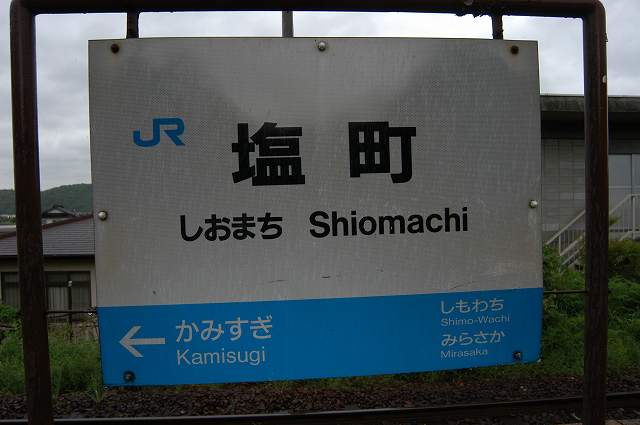 JR
塩町
しおまち Shiomachi
← かみすぎ
Kamisugi
しもわち
Shimo-Wachi
みらさか
Mirasaka